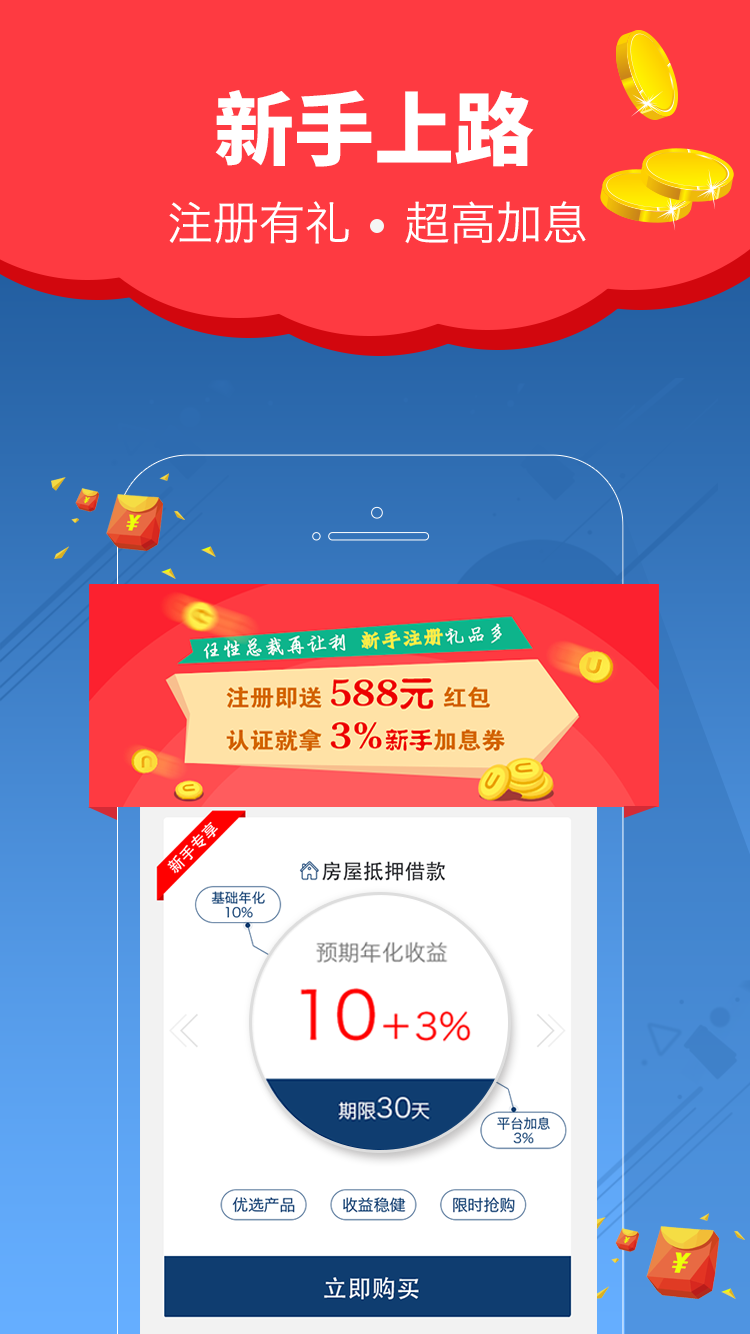 新手上路
注册有礼 • 超高加息
¥
任性总裁再让利 新手注册礼品多
注册即送 588元 红包
认证就拿 3%新手加息券
新手专享
房屋抵押借款
基础年化
10%
预期年化收益
10+3%
期限30天
平台加息
3%
优选产品 收益稳健 限时抢购
立即购买
¥